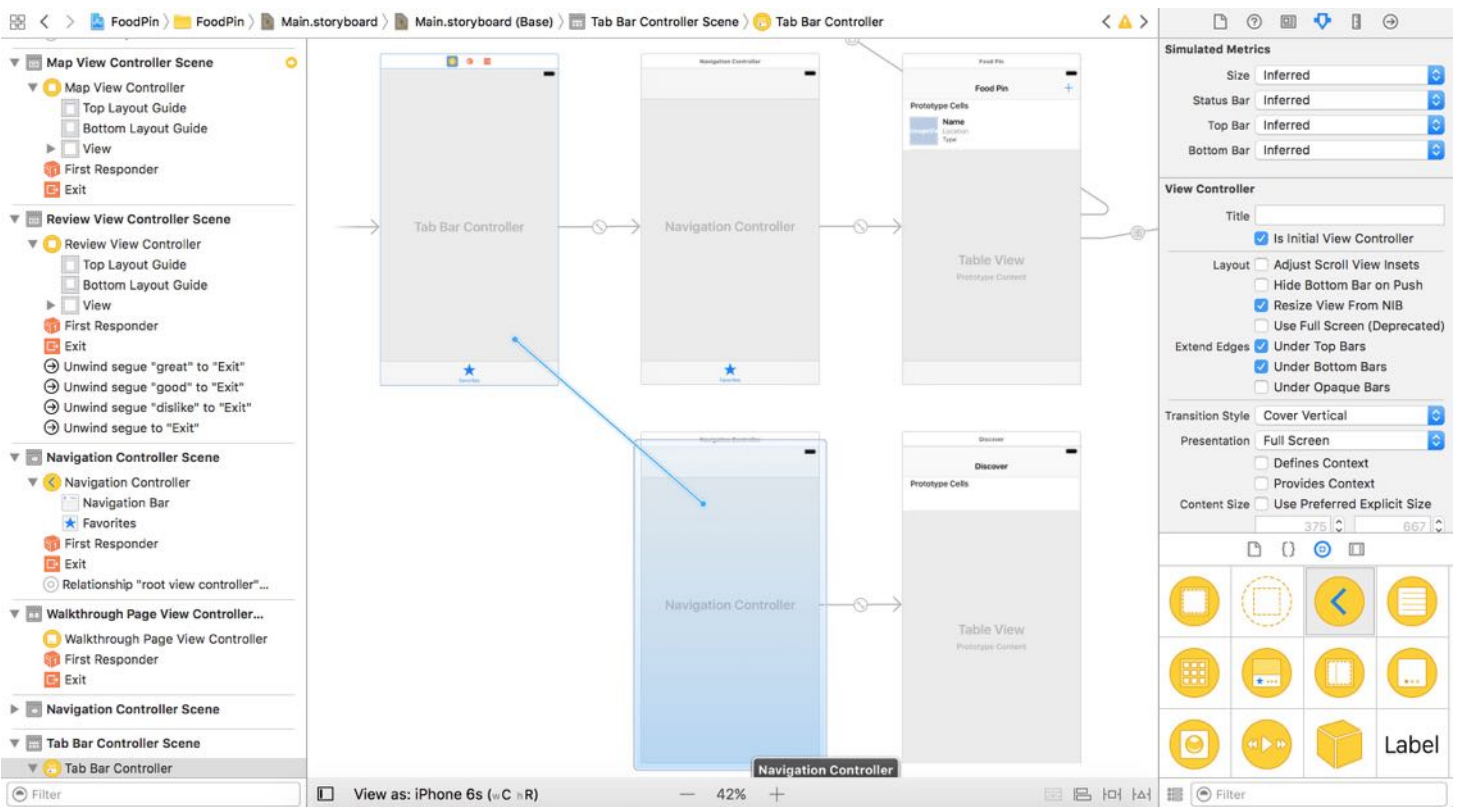 FoodPin
FoodPin
Main.storyboard
Main.storyboard (Base)
Tab Bar Controller Scene
Tab Bar Controller
Map View Controller Scene
Map View Controller
Top Layout Guide
Bottom Layout Guide
View
First Responder
Exit
Review View Controller Scene
Review View Controller
Top Layout Guide
Bottom Layout Guide
View
First Responder
Exit
Unwind segue "great" to "Exit"
Unwind segue "good" to "Exit"
Unwind segue "dislike" to "Exit"
Unwind segue to "Exit"
Navigation Controller Scene
Navigation Controller
Navigation Bar
Favorites
First Responder
Exit
Relationship "root view controller"...
Walkthrough Page View Controller...
Walkthrough Page View Controller
First Responder
Exit
Navigation Controller Scene
Tab Bar Controller Scene
Tab Bar Controller
Filter
Tab Bar Controller
Favorites
Navigation Controller
Navigation Controller
Favorites
Food Pin
Food Pin
+
Prototype Cells
Name
Location
Type
Table View
Prototype Content
Navigation Controller
Navigation Controller
Navigation Controller
Discover
Discover
Prototype Cells
Table View
Prototype Content
View as: iPhone 6s (wC hR)
— 42% +
Simulated Metrics
Size Inferred
Status Bar Inferred
Top Bar Inferred
Bottom Bar Inferred
View Controller
Title
Is Initial View Controller
Layout Adjust Scroll View Insets
Hide Bottom Bar on Push
Resize View From NIB
Use Full Screen (Deprecated)
Extend Edges Under Top Bars
Under Bottom Bars
Under Opaque Bars
Transition Style Cover Vertical
Presentation Full Screen
Defines Context
Provides Context
Content Size Use Preferred Explicit Size
375 667
Label
Filter